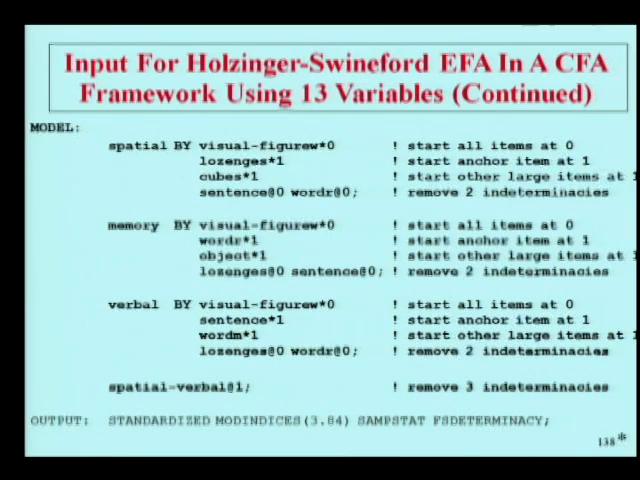 Input For Holzinger-Swineford EFA In A CFA
Framework Using 13 Variables (Continued)
MODEL:
spatial BY visual-figurew*0 ! start all items at 0
lozenges*1 ! start anchor item at 1
cubes*1 ! start other large items at 1
sentence@0 wordr@0; ! remove 2 indeterminacies
memory BY visual-figurew*0 ! start all items at 0
wordr*1 ! start anchor item at 1
object*1 ! start other large items at 1
lozenges@0 sentence@0; ! remove 2 indeterminacies
verbal BY visual-figurew*0 ! start all items at 0
sentence*1 ! start anchor item at 1
wordm*1 ! start other large items at 1
lozenges@0 wordr@0; ! remove 2 indeterminacies
spatial-verbal@1; ! remove 3 indeterminacies
OUTPUT: STANDARDIZED MODINDICES(3.84) SAMPSTAT FSDETERMINACY;
138*